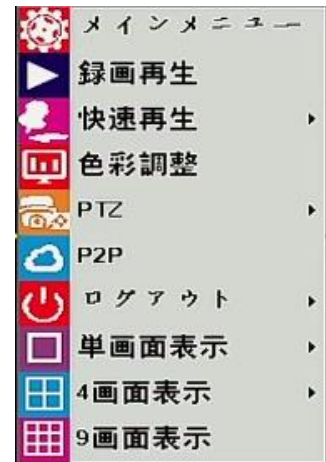 メインメニュー
録画再生
快速再生
色彩調整
PTZ
P2P
ログアウト
単画面表示
4画面表示
9画面表示